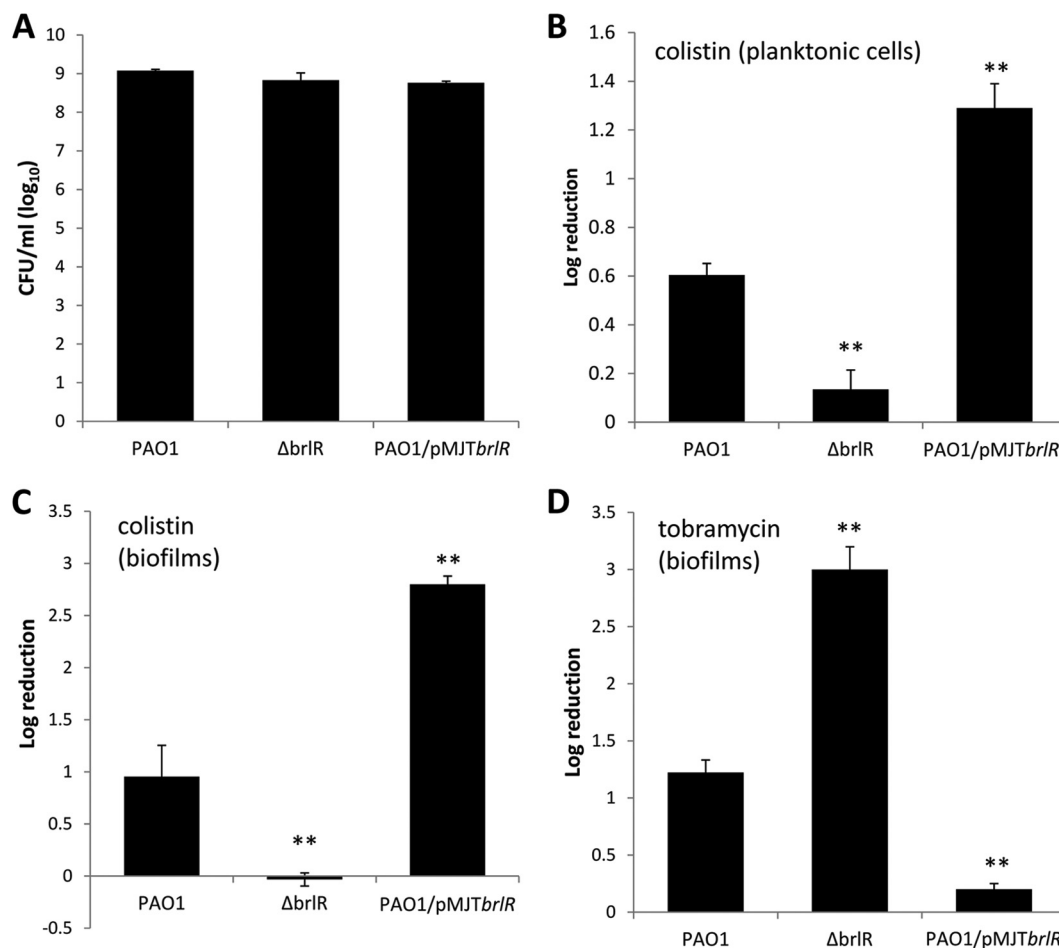 A
CFU/ml (log10)
10
9
8
7
6
5
4
3
2
1
0
PAO1 ΔbrlR PAO1/pMJTbrlR
B
colistin (planktonic cells)
Log reduction
1.6
1.4
1.2
1
0.8
0.6
0.4
0.2
0
**
**
PAO1 ΔbrlR PAO1/pMJTbrlR
C
colistin
(biofilms)
Log reduction
3.5
3
2.5
2
1.5
1
0.5
0
-0.5
**
**
PAO1 ΔbrlR PAO1/pMJTbrlR
D
tobramycin
(biofilms)
Log reduction
3.5
3
2.5
2
1.5
1
0.5
0
**
**
PAO1 ΔbrlR PAO1/pMJTbrlR